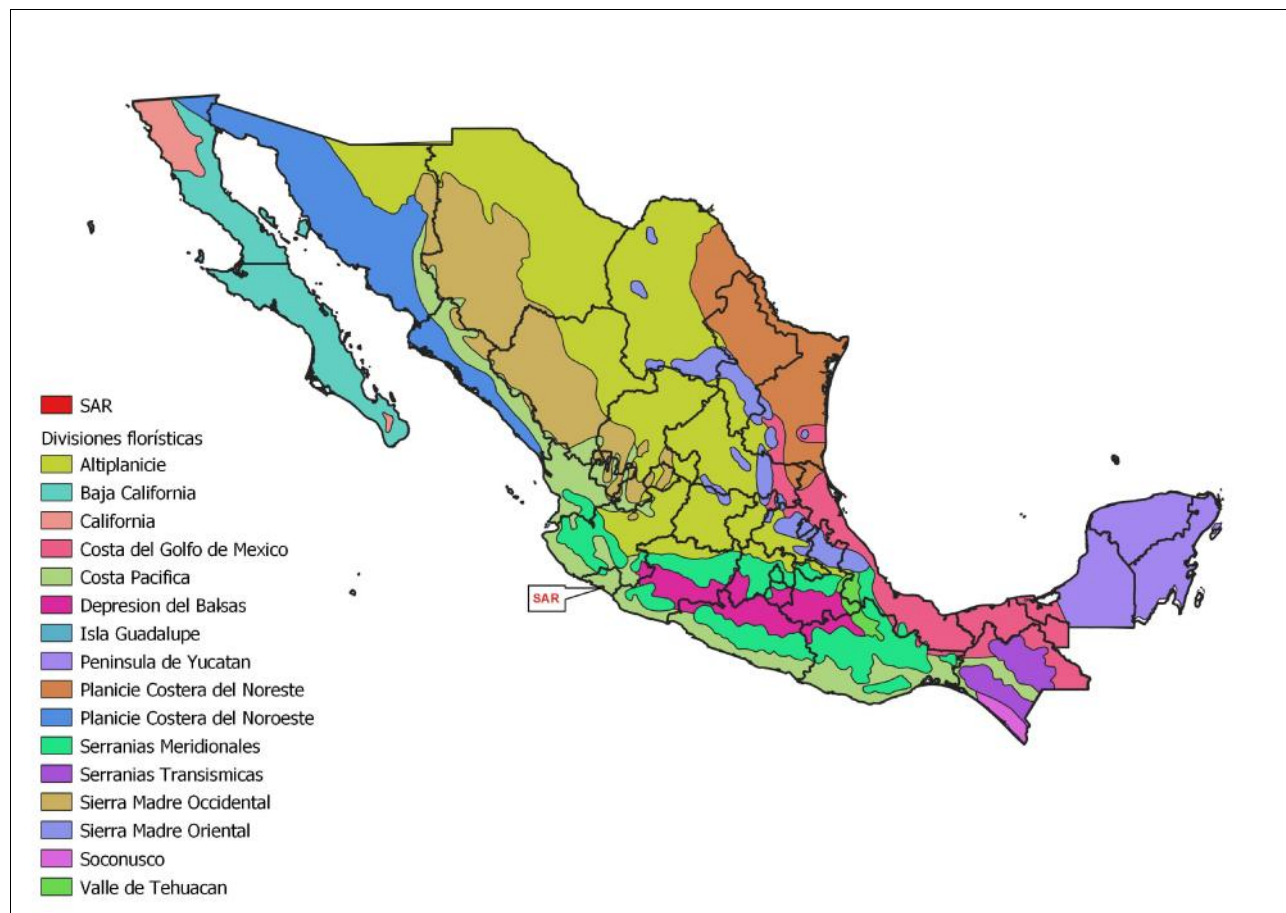 SAR
SAR
Divisiones florísticas
Altiplanicie
Baja California
California
Costa del Golfo de Mexico
Costa Pacifica
Depresion del Balsas
Isla Guadalupe
Peninsula de Yucatan
Planicie Costera del Noreste
Planicie Costera del Noroeste
Serranias Meridionales
Serranias Transismicas
Sierra Madre Occidental
Sierra Madre Oriental
Soconusco
Valle de Tehuacan